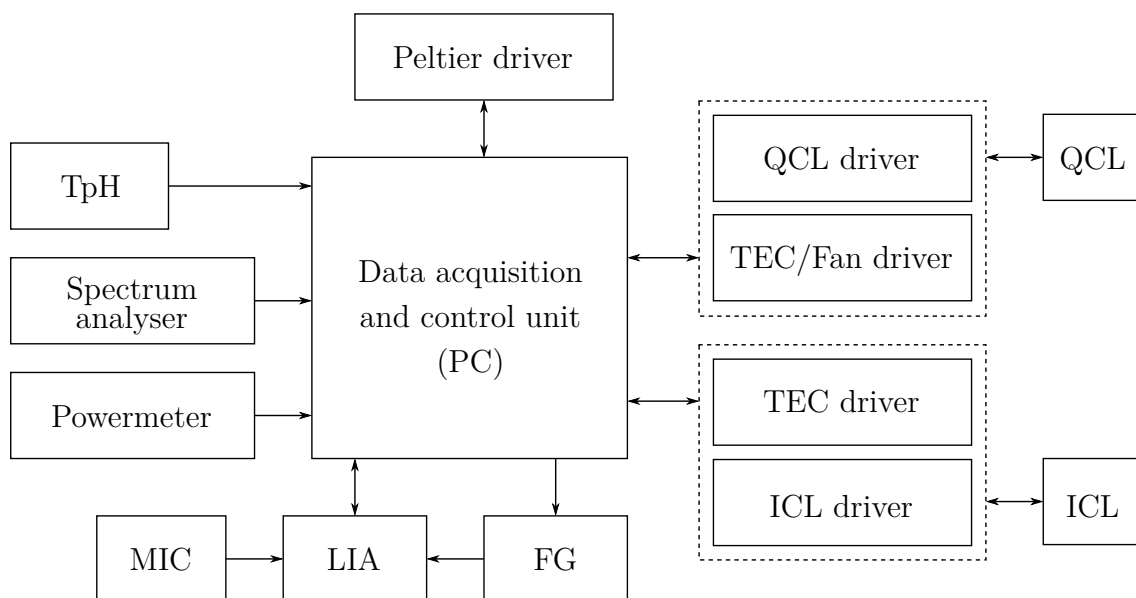 Peltier driver
TpH
Spectrum
analyser
Powermeter
Data acquisition
and control unit
(PC)
QCL driver
TEC/Fan driver
QCL
TEC driver
ICL driver
ICL
MIC
LIA
FG